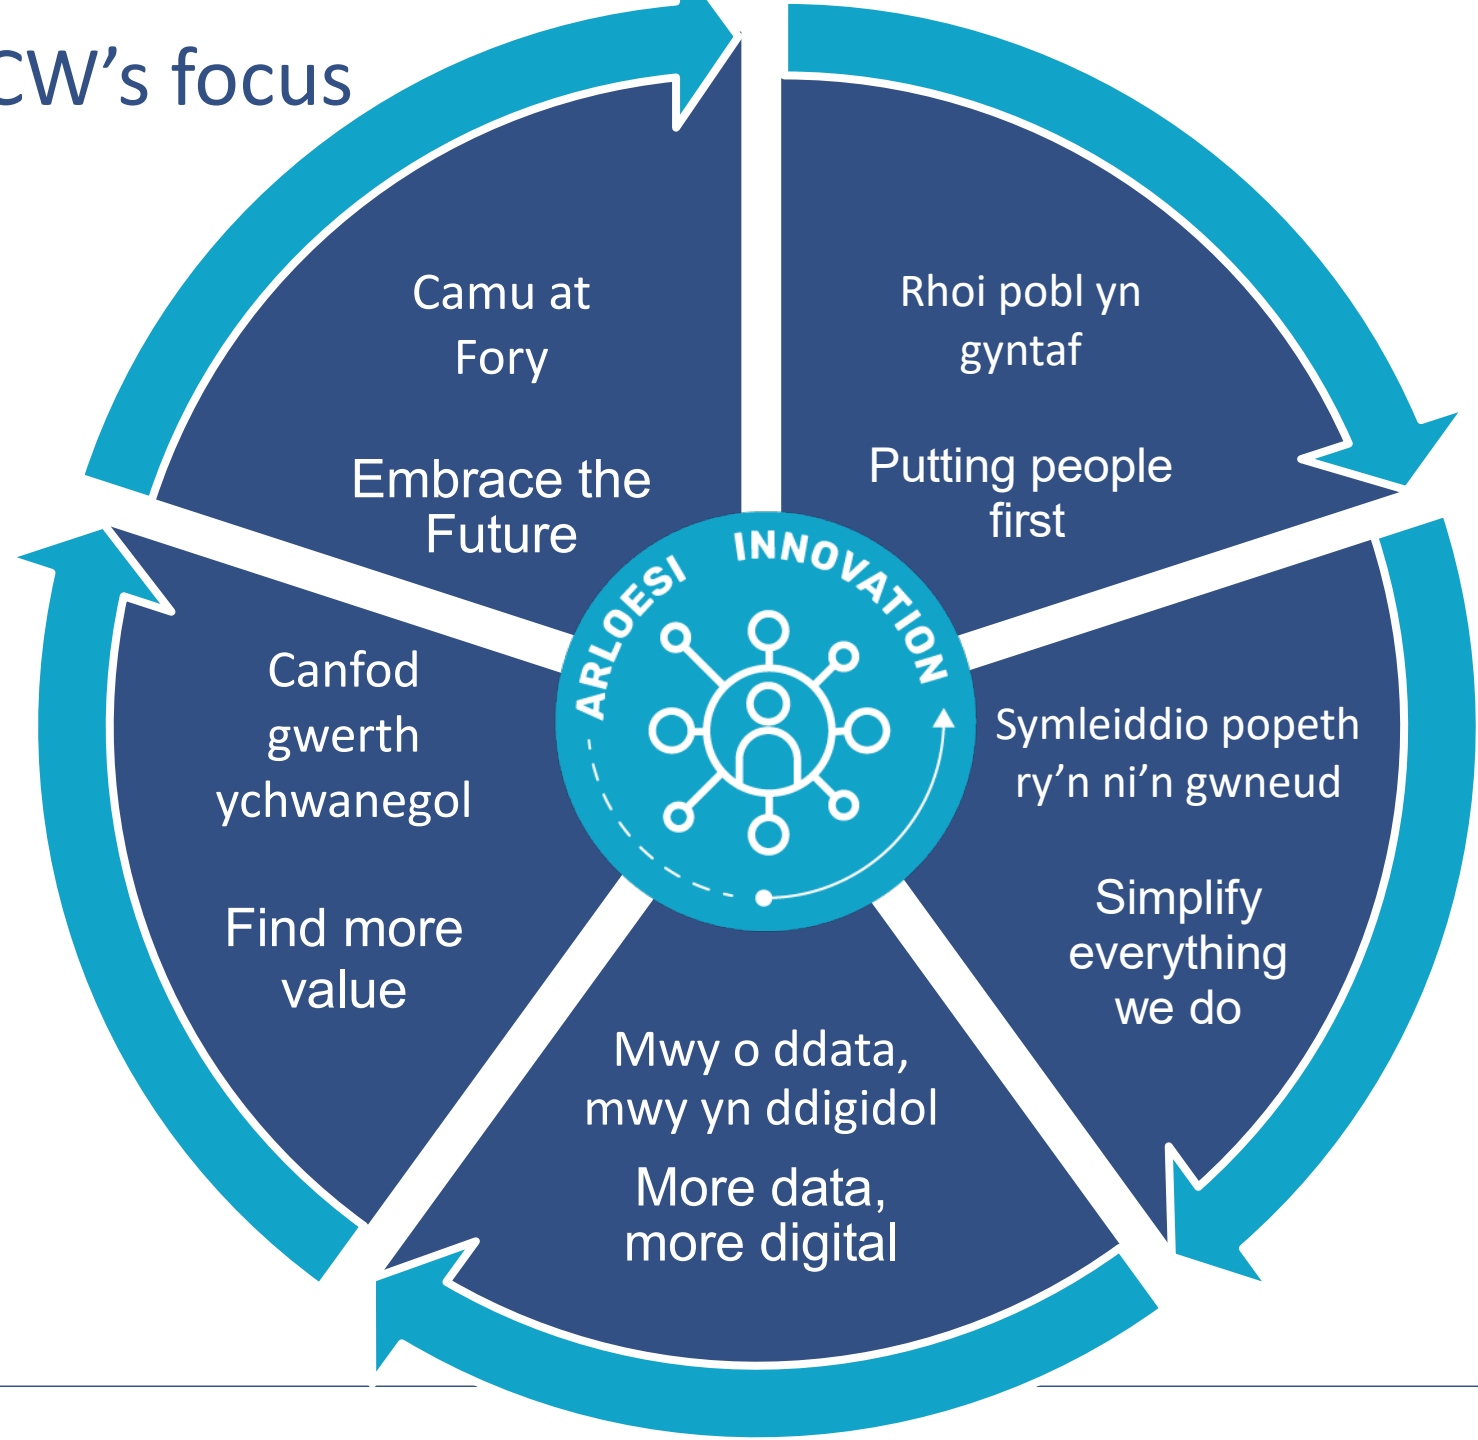 CW’s focus
Camu at
Fory
Embrace the
Future
Rhoi pobl yn
gyntaf
Putting people
first
Symleiddio popeth
ry’n ni’n gwneud
Simplify
everything
we do
Mwy o ddata,
mwy yn ddigidol
More data,
more digital
Canfod
gwerth
ychwanegol
Find more
value
ARLOESI INNOVATION